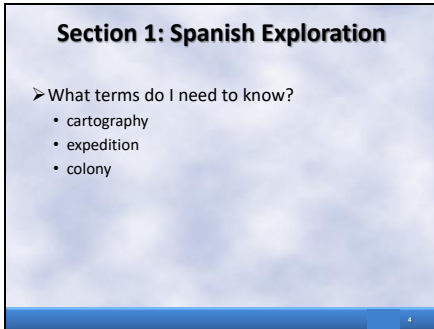 Section 1: Spanish Exploration
➢What terms do I need to know?
• cartography
• expedition
• colony
4